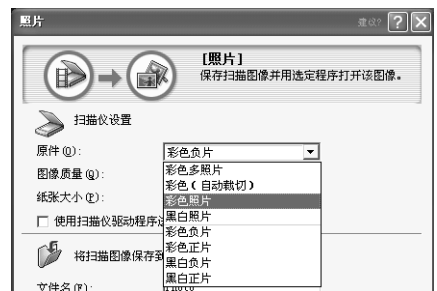 照片 建议?
[照片]
保存扫描图像并用选定程序打开该图像。
扫描仪设置
原件(O): 彩色负片
彩色多照片
图像质量(Q): 彩色(自动裁切)
纸张大小(P): 彩色照片
黑白照片
使用扫描仪驱动程序
彩色负片
彩色正片
将扫描图像保存到 黑白负片
黑白正片
文件名(F):